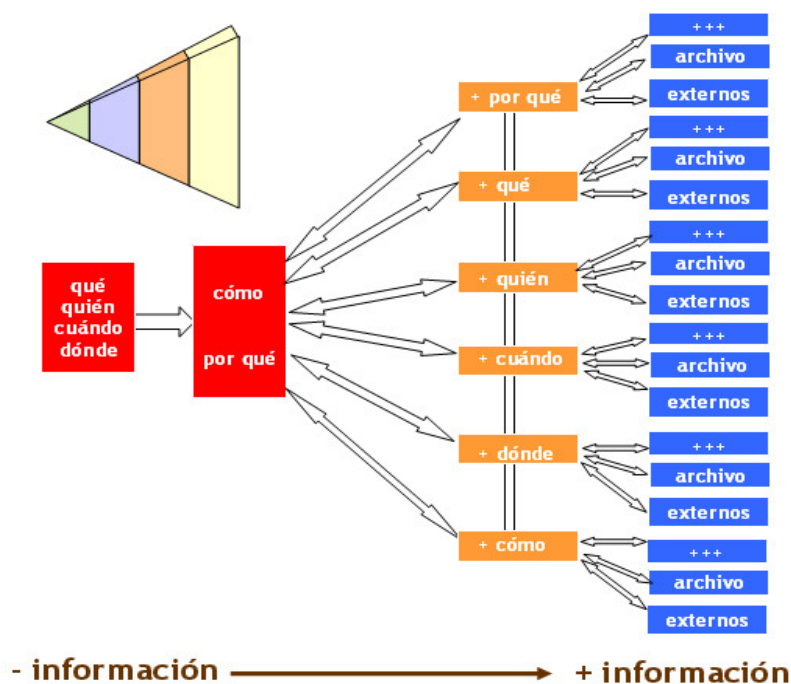 qué
quién
cuándo
dónde
cómo
por qué
+ por qué
+++
archivo
externos
+ qué
+++
archivo
externos
+ quién
+++
archivo
externos
+ cuándo
+++
archivo
externos
+ dónde
+++
archivo
externos
+ cómo
+++
archivo
externos
- información
+ información